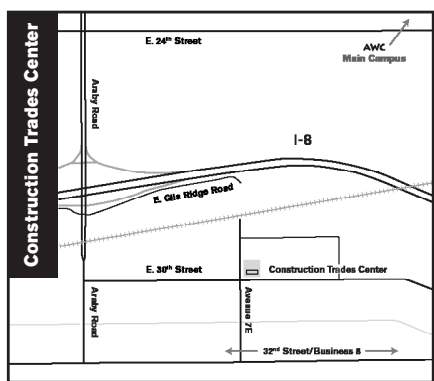 Construction Trades Center
AWC
Main Campus
E. 24th Street
Araby Road
I-8
E. Gila Ridge Road
E. 30th Street
Construction Trades Center
Araby Road
Avenue 7E
32nd Street/Business 8